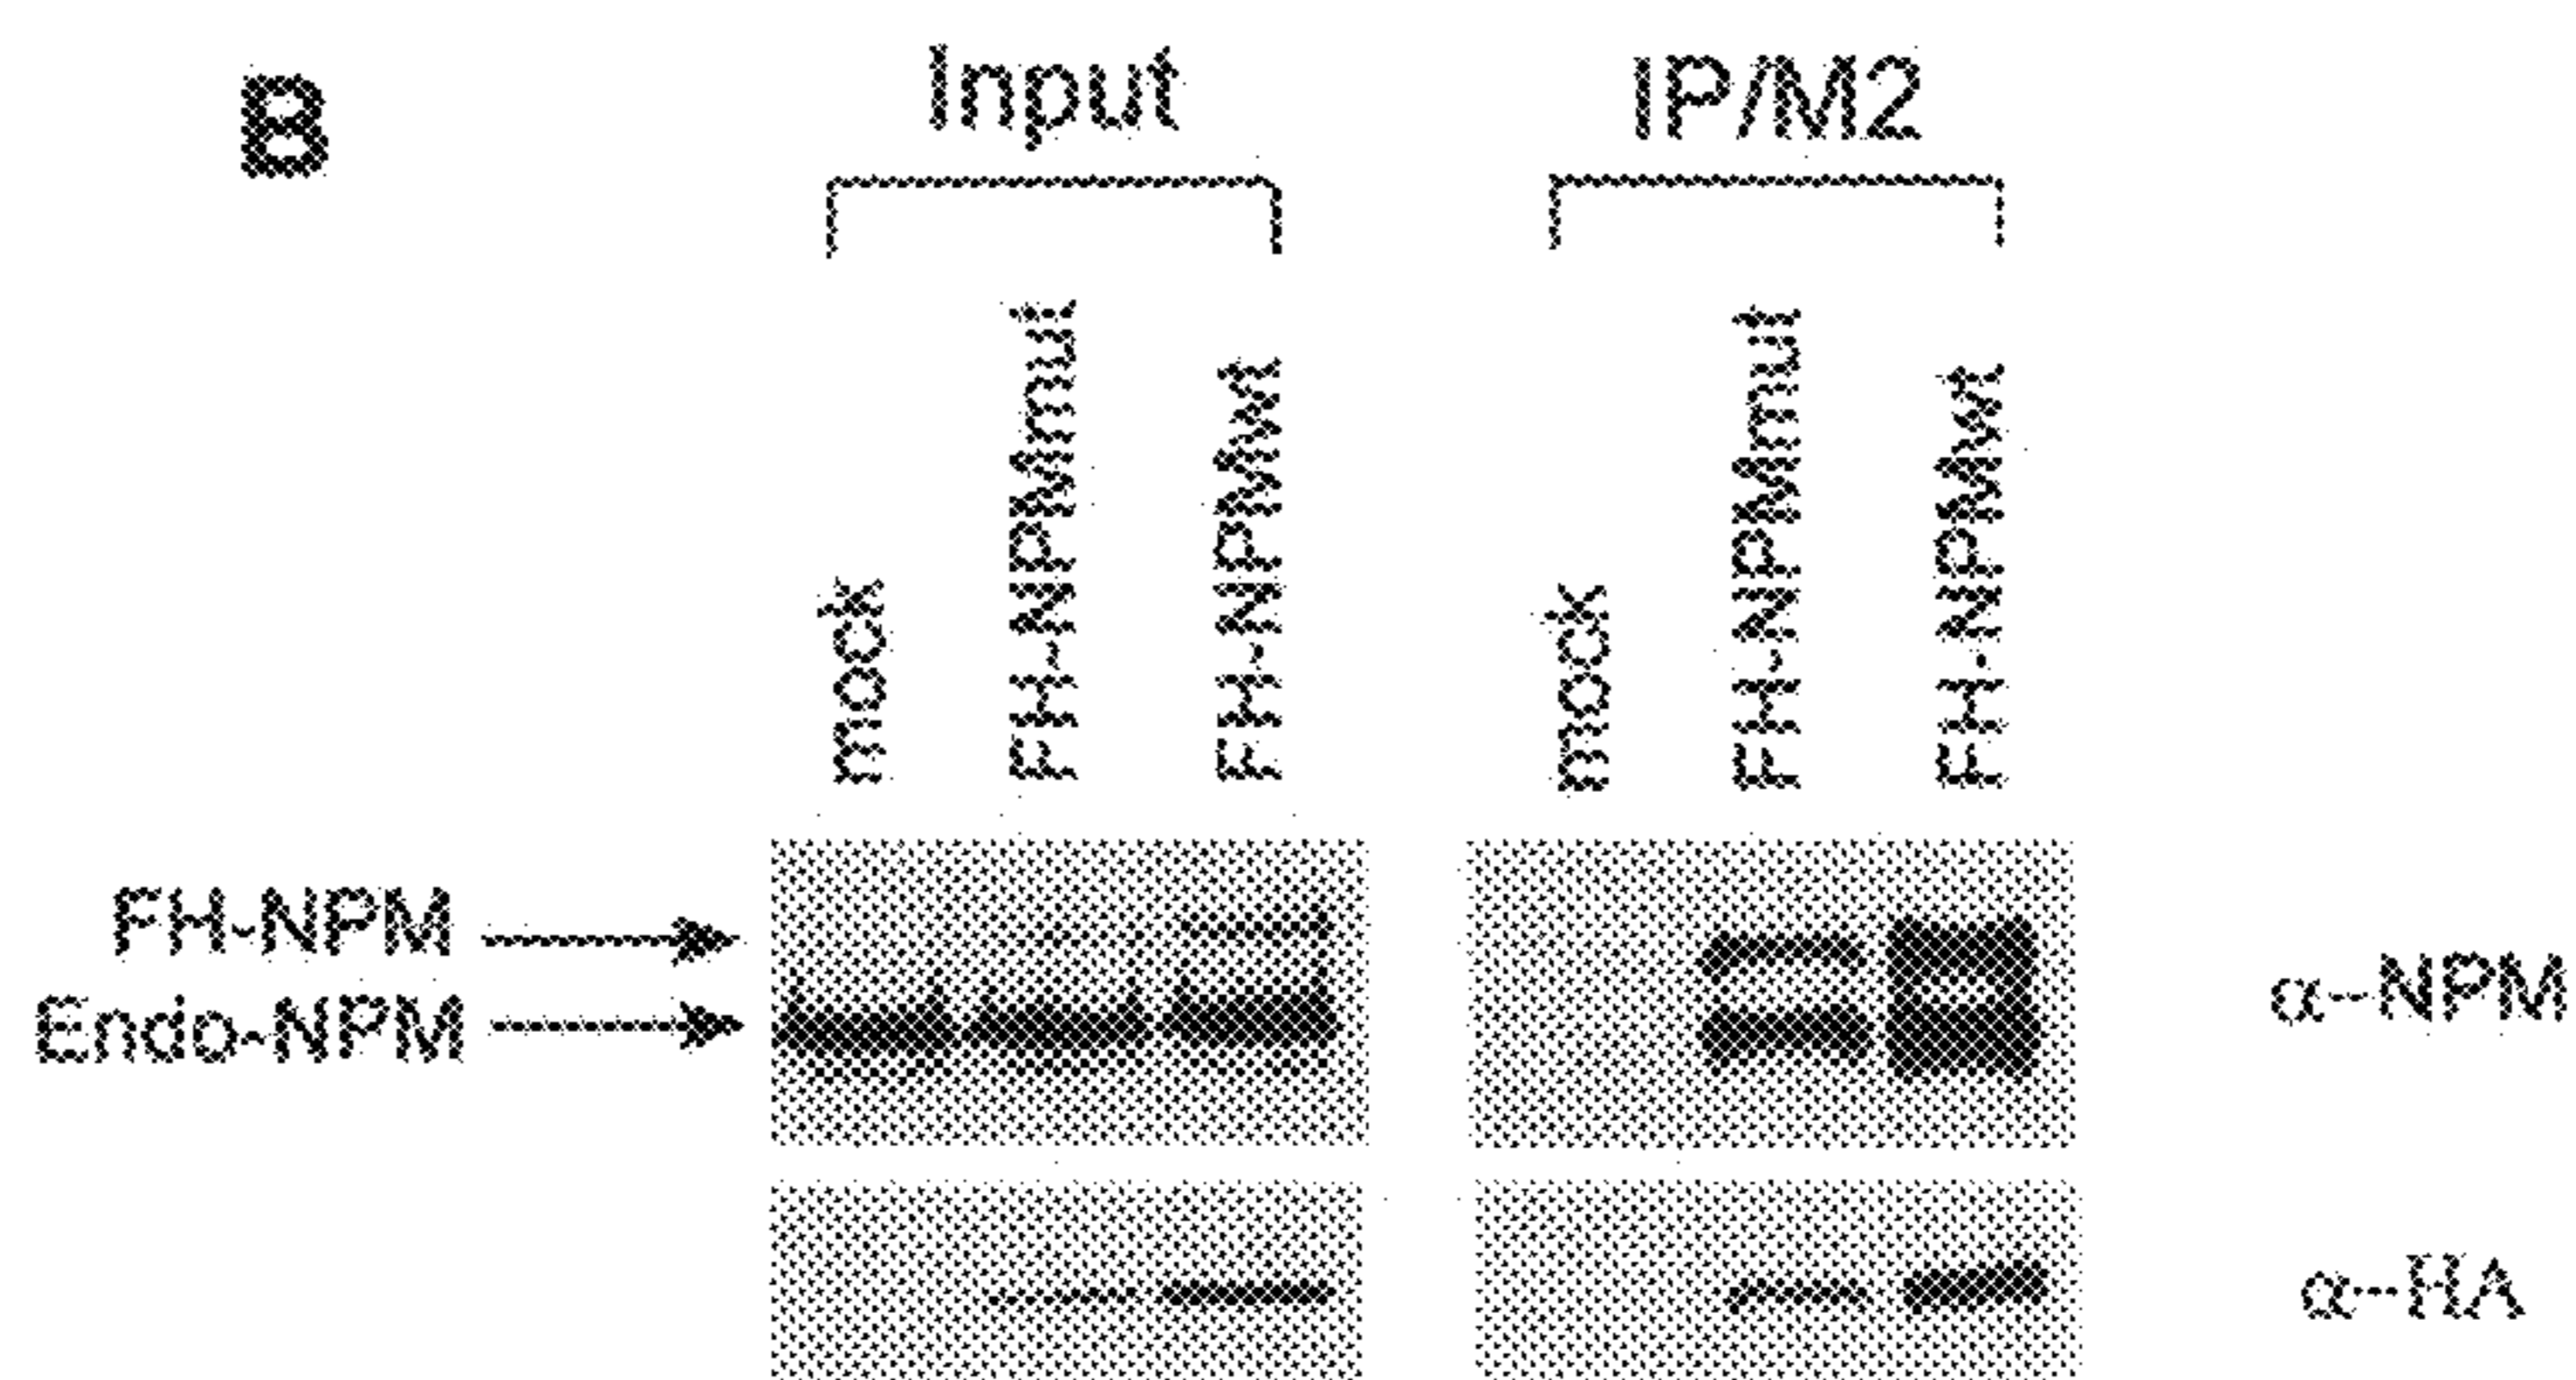 B
Input
IP/M2
mock
FH-NPMmut
FH-NPMwt
mock
FH-NPMmut
FH-NPMwt
FH-NPM
Endo-NPM
α-NPM
α-HA